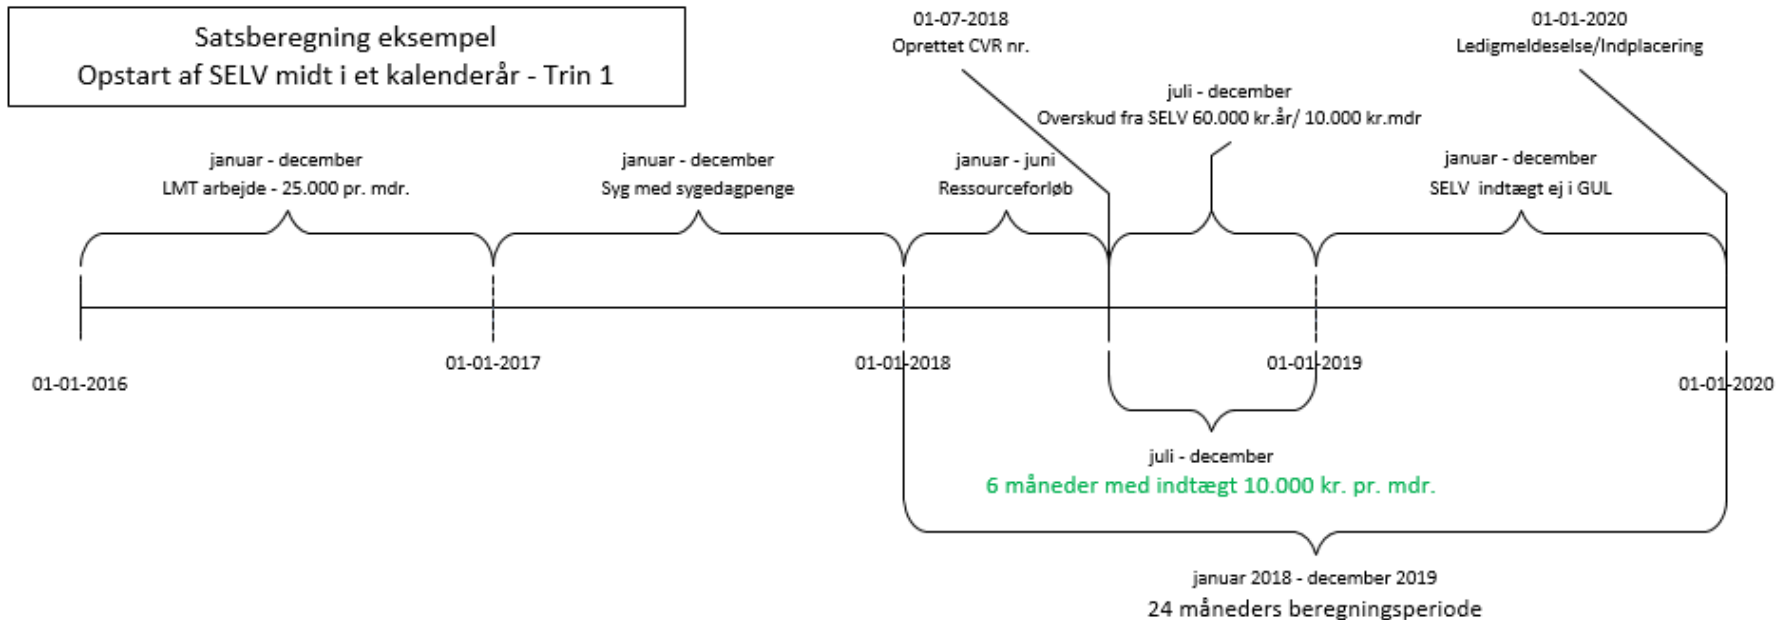 Satsberegning eksempel
Opstart af SELV midt i et kalenderår - Trin 1
01-07-2018
Oprettet CVR nr.
01-01-2020
Ledigmeldeselse/Indplacering
juli - december
Overskud fra SELV 60.000 kr.år/ 10.000 kr.mdr
januar - december
LMT arbejde - 25.000 pr. mdr.
januar - december
Syg med sygedagpenge
januar - juni
Ressourceforløb
januar - december
SELV indtægt ej i GUL
01-01-2016
01-01-2017
01-01-2018
01-01-2019
01-01-2020
juli - december
6 måneder med indtægt 10.000 kr. pr. mdr.
januar 2018 - december 2019
24 måneders beregningsperiode